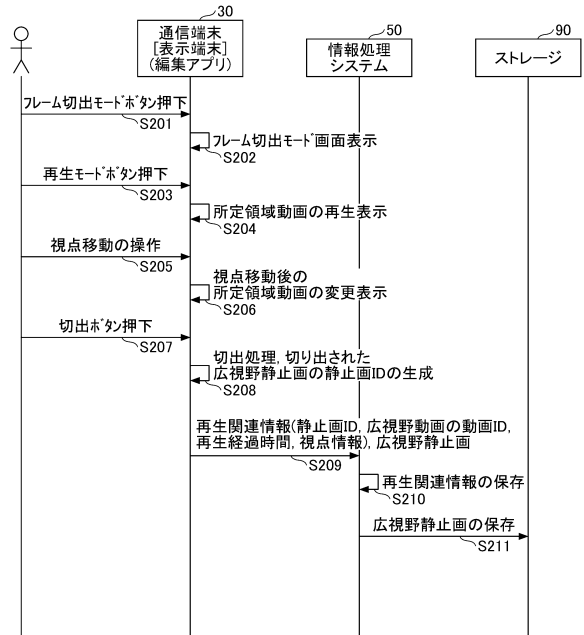 30
通信端末
[表示端末]
(編集アプリ)
50
情報処理
システム
90
ストレージ
フレーム切出モードボタン押下
S201
フレーム切出モード画面表示
S202
再生モードボタン押下
S203
所定領域動画の再生表示
S204
視点移動の操作
S205
視点移動後の
所定領域動画の変更表示
S206
切出ボタン押下
S207
切出処理, 切り出された
広視野静止画の静止画IDの生成
S208
再生関連情報(静止画ID, 広視野動画の動画ID,
再生経過時間, 視点情報), 広視野静止画
S209
再生関連情報の保存
S210
広視野静止画の保存
S211